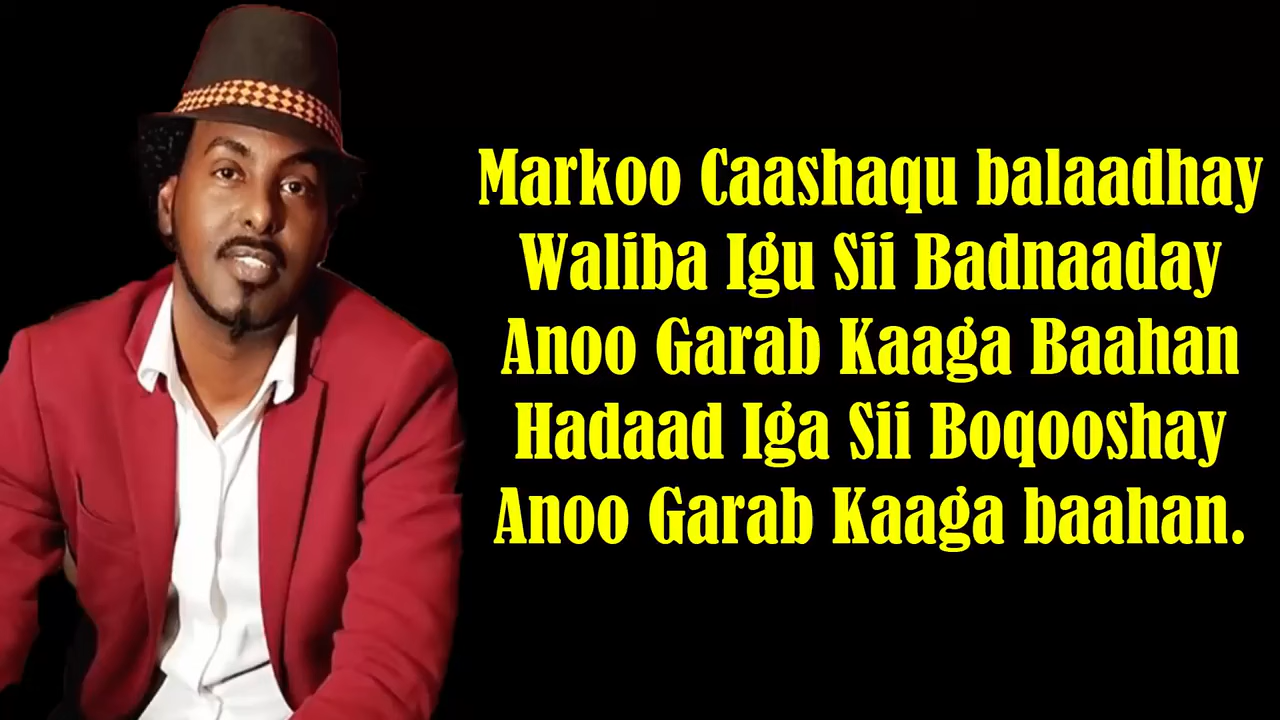 Markoo Caashaqu balaadhay
Waliba Igu Sii Badnaaday
Anoo Garab Kaaga Baahan
Hadaad Iga Sii Boqooshay
Anoo Garab Kaaga baahan.